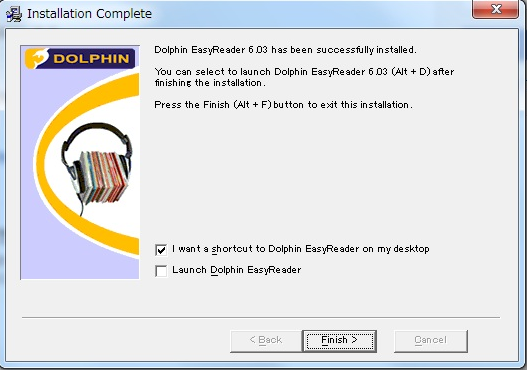 Installation Complete
DOLPHIN
Dolphin EasyReader 6.03 has been successfully installed.
You can select to launch Dolphin EasyReader 6.03 (Alt + D) after
finishing the installation.
Press the Finish (Alt + F) button to exit this installation.
I want a shortcut to Dolphin EasyReader on my desktop
Launch Dolphin EasyReader
< Back
Finish >
Cancel